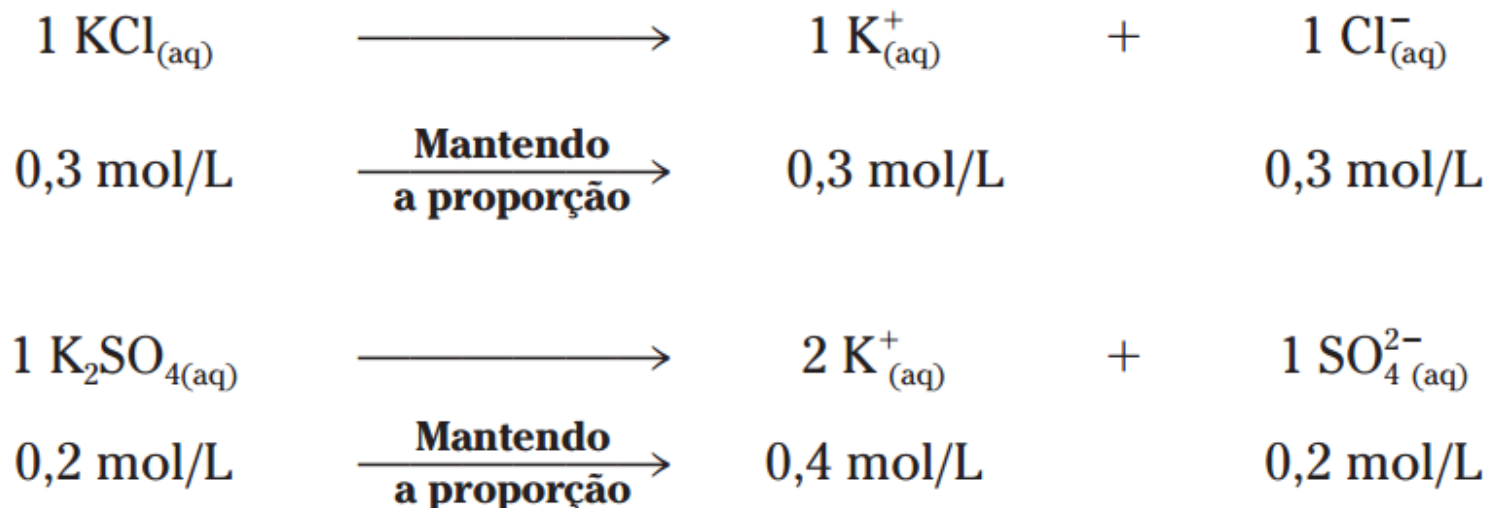 1 KCl(aq) ⟶ 1 K⁺(aq) + 1 Cl⁻(aq)
0,3 mol/L Mantendo a proporção ⟶ 0,3 mol/L 0,3 mol/L
1 K₂SO₄(aq) ⟶ 2 K⁺(aq) + 1 SO₄²⁻(aq)
0,2 mol/L Mantendo a proporção ⟶ 0,4 mol/L 0,2 mol/L